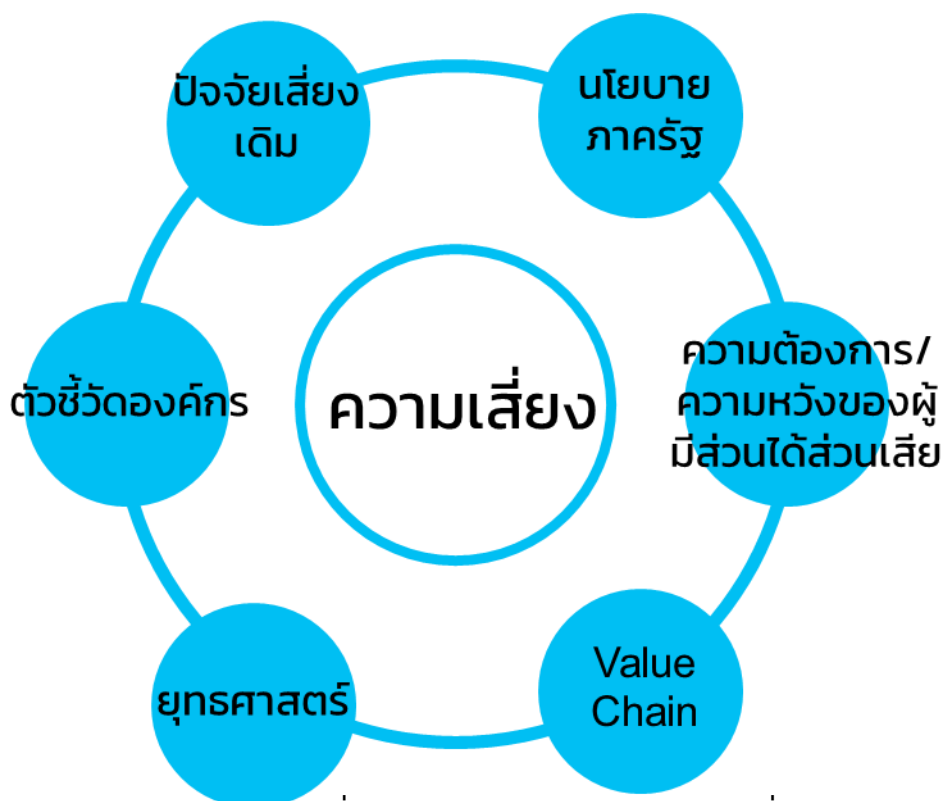 ปัจจัยเสี่ยง
เดิม
นโยบาย
ภาครัฐ
ความต้องการ/
ความหวังของผู้
มีส่วนได้ส่วนเสีย
ตัวชี้วัดองค์กร
ความเสี่ยง
ยุทธศาสตร์
Value
Chain